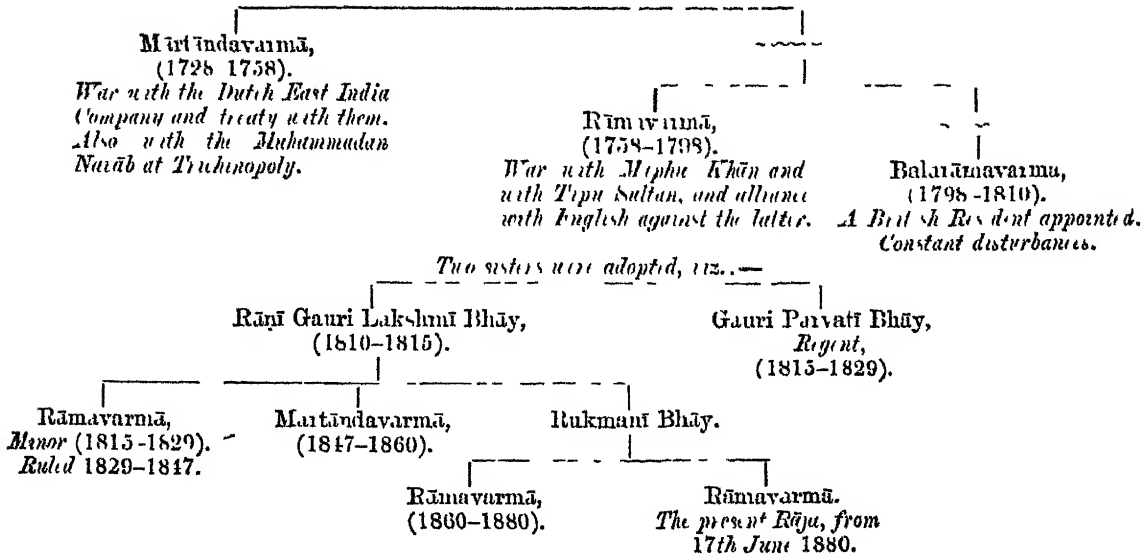 Mārtāndavarmā,
(1728 1758).
War with the Dutch East India
Company and treaty with them.
Also with the Muhammadan
Nawāb at Trichinopoly.
Rāmavarmā,
(1758–1798).
War with Khān and
with Tipu Sultan, and alliance
with English against the latter.
Balarāmavarma,
(1798-1810).
A British Resident appointed.
Constant disturbances.
Two sisters were adopted, viz..—
Rāṇī Gauri Lakshmī Bhāy,
(1810–1815).
Gauri Parvatī Bhāy,
Regent,
(1815–1829).
Rāmavarmā,
Minor (1815-1829).
Ruled 1829–1847.
Martāndavarmā,
(1847–1860).
Rukmanī Bhāy.
Rāmavarmā,
(1860–1880).
Rāmavarmā.
The present Rāja, from
17th June 1880.